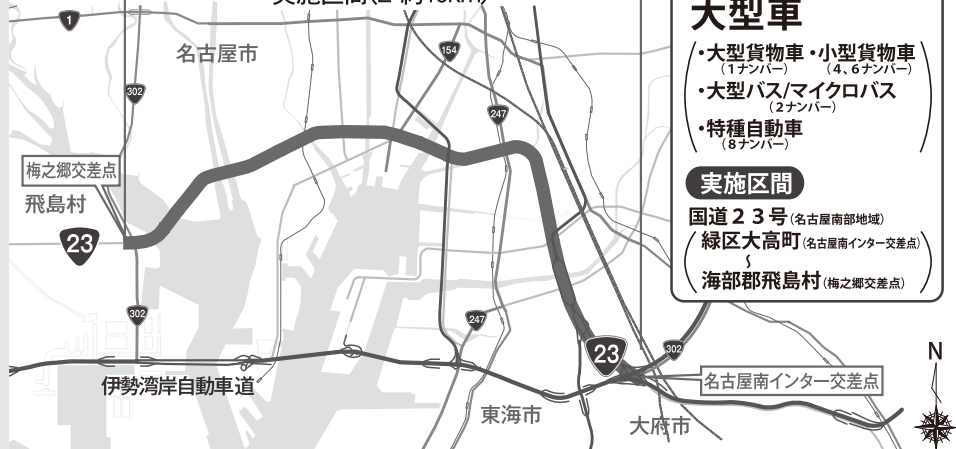 1
名古屋市
154
302
247
梅之郷交差点
飛島村
23
302
247
23
302
伊勢湾岸自動車道
名古屋南インター交差点
東海市
大府市
N
大型車
・大型貨物車・小型貨物車
(1ナンバー) (4、6ナンバー)
・大型バス/マイクロバス
(2ナンバー)
・特種自動車
(8ナンバー)
実施区間
国道23号(名古屋南部地域)
緑区大高町(名古屋南インター交差点)
~
海部郡飛島村(梅之郷交差点)